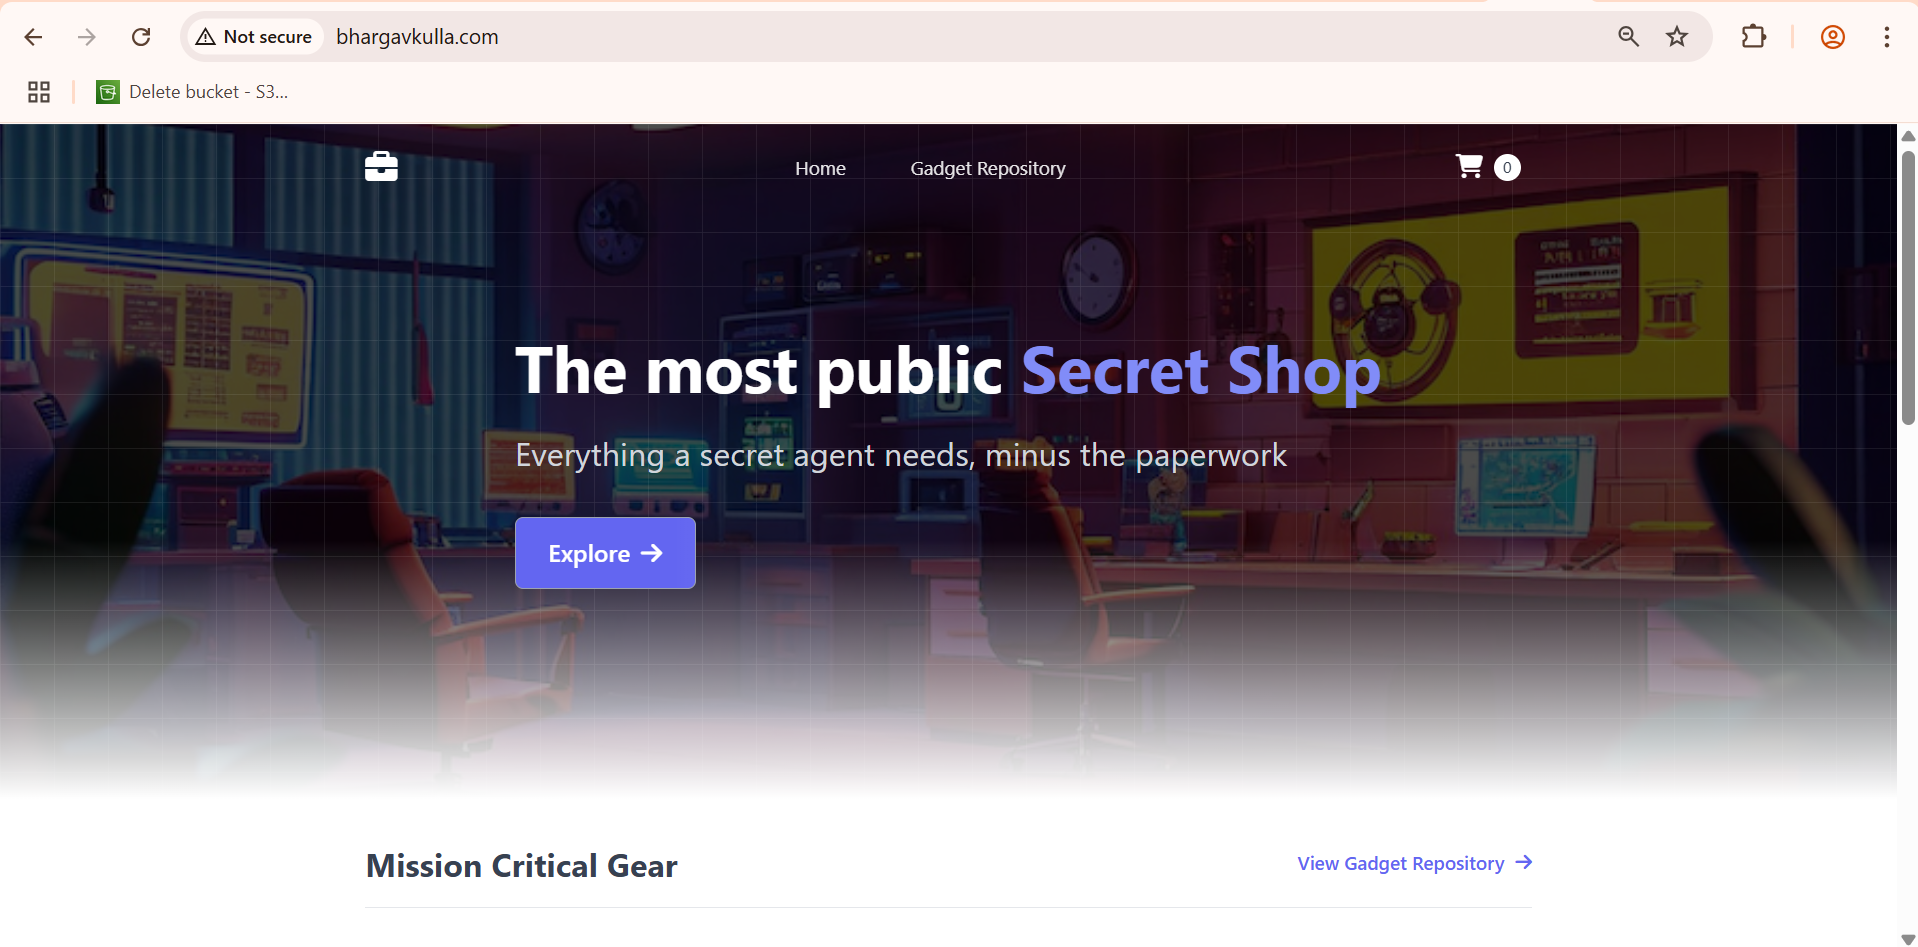 Not secure
bhargavkulla.com
Delete bucket - S3...
Home
Gadget Repository
0
The most public Secret Shop
Everything a secret agent needs, minus the paperwork
Explore
Mission Critical Gear
View Gadget Repository